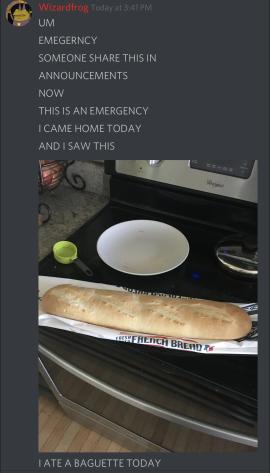 Wizardfrog Today at 3:41 PM
UM
EMEGERNCY
SOMEONE SHARE THIS IN
ANNOUNCEMENTS
NOW
THIS IS AN EMERGENCY
I CAME HOME TODAY
AND I SAW THIS
Whirlpool
FRENCH BREAD
I ATE A BAGUETTE TODAY